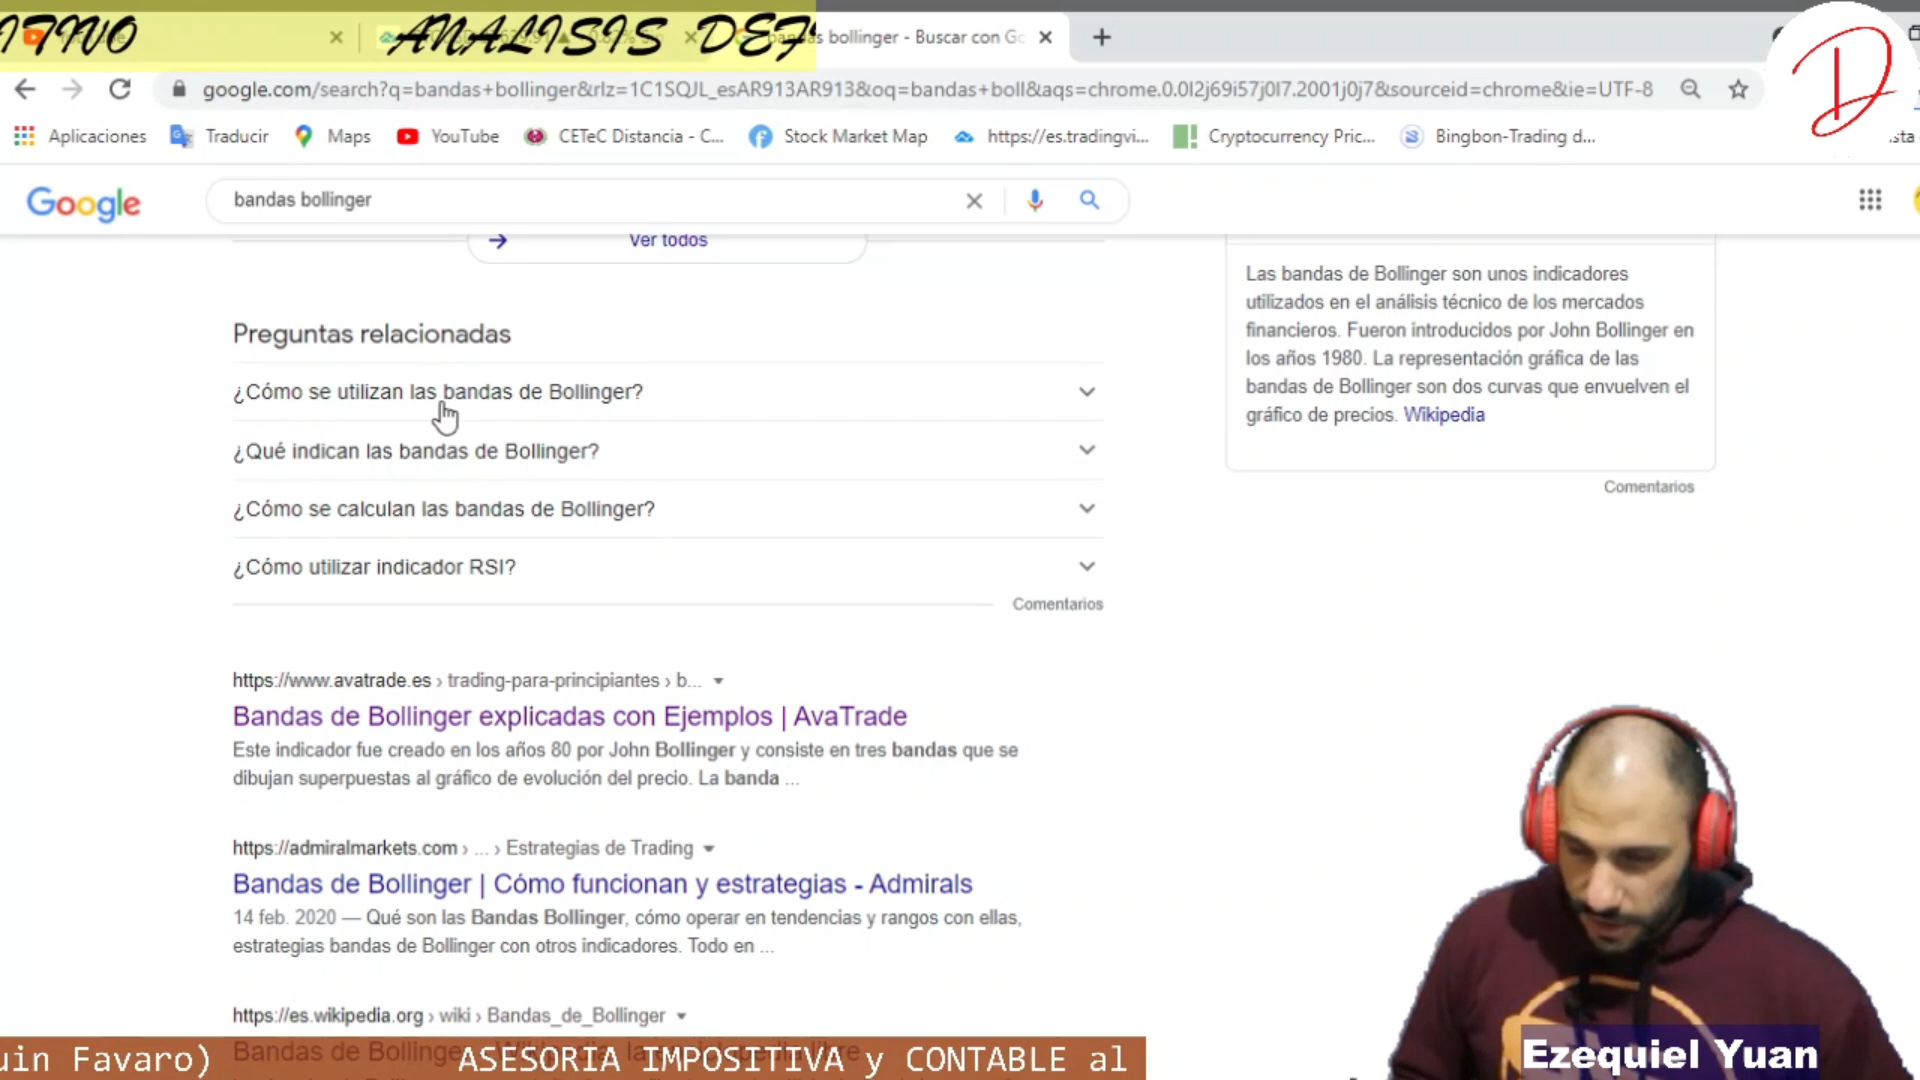 ITIVO ANALISIS DEF
s bollinger - Buscar con Go
google.com/search?q=bandas+bollinger&rlz=1C1SQJL_esAR913AR913&oq=bandas+boll&aqs=chrome.0.0l2j69i57j0l7.2001j0j7&sourceid=chrome&ie=UTF-8
D
Aplicaciones Traducir Maps YouTube CETeC Distancia - C... Stock Market Map https://es.tradingvi... Cryptocurrency Pric... Bingbon-Trading d... .sta
Google bandas bollinger
Ver todos
Preguntas relacionadas
¿Cómo se utilizan las bandas de Bollinger?
¿Qué indican las bandas de Bollinger?
¿Cómo se calculan las bandas de Bollinger?
¿Cómo utilizar indicador RSI?
Comentarios
https://www.avatrade.es › trading-para-principiantes › b...
Bandas de Bollinger explicadas con Ejemplos | AvaTrade
Este indicador fue creado en los años 80 por John Bollinger y consiste en tres bandas que se
dibujan superpuestas al gráfico de evolución del precio. La banda ...
https://admiralmarkets.com › ... › Estrategias de Trading
Bandas de Bollinger | Cómo funcionan y estrategias - Admirals
14 feb. 2020 — Qué son las Bandas Bollinger, cómo operar en tendencias y rangos con ellas,
estrategias bandas de Bollinger con otros indicadores. Todo en ...
https://es.wikipedia.org › wiki › Bandas_de_Bollinger
Bandas de Bollinger - Wikipedia, la enciclopedia libre
Las bandas de Bollinger son unos indicadores
utilizados en el análisis técnico de los mercados
financieros. Fueron introducidos por John Bollinger en
los años 1980. La representación gráfica de las
bandas de Bollinger son dos curvas que envuelven el
gráfico de precios. Wikipedia
Comentarios
uin Favaro) ASESORIA IMPOSITIVA y CONTABLE al
Ezequiel Yuan